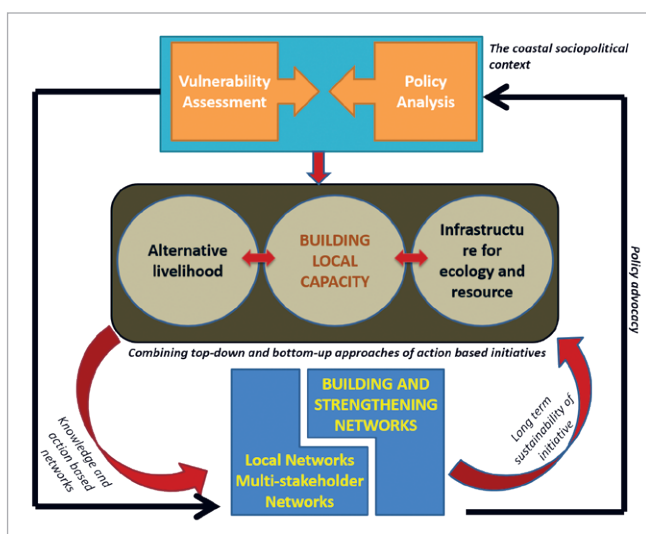 The coastal sociopolitical
context
Vulnerability
Assessment
Policy
Analysis
Alternative
livelihood
BUILDING
LOCAL
CAPACITY
Infrastructu
re for
ecology and
resource
Policy advocacy
Combining top-down and bottom-up approaches of action based initiatives
Knowledge and
action based
networks
BUILDING AND
STRENGTHENING
NETWORKS
Local Networks
Multi-stakeholder
Networks
Long term
sustainability of
initiative